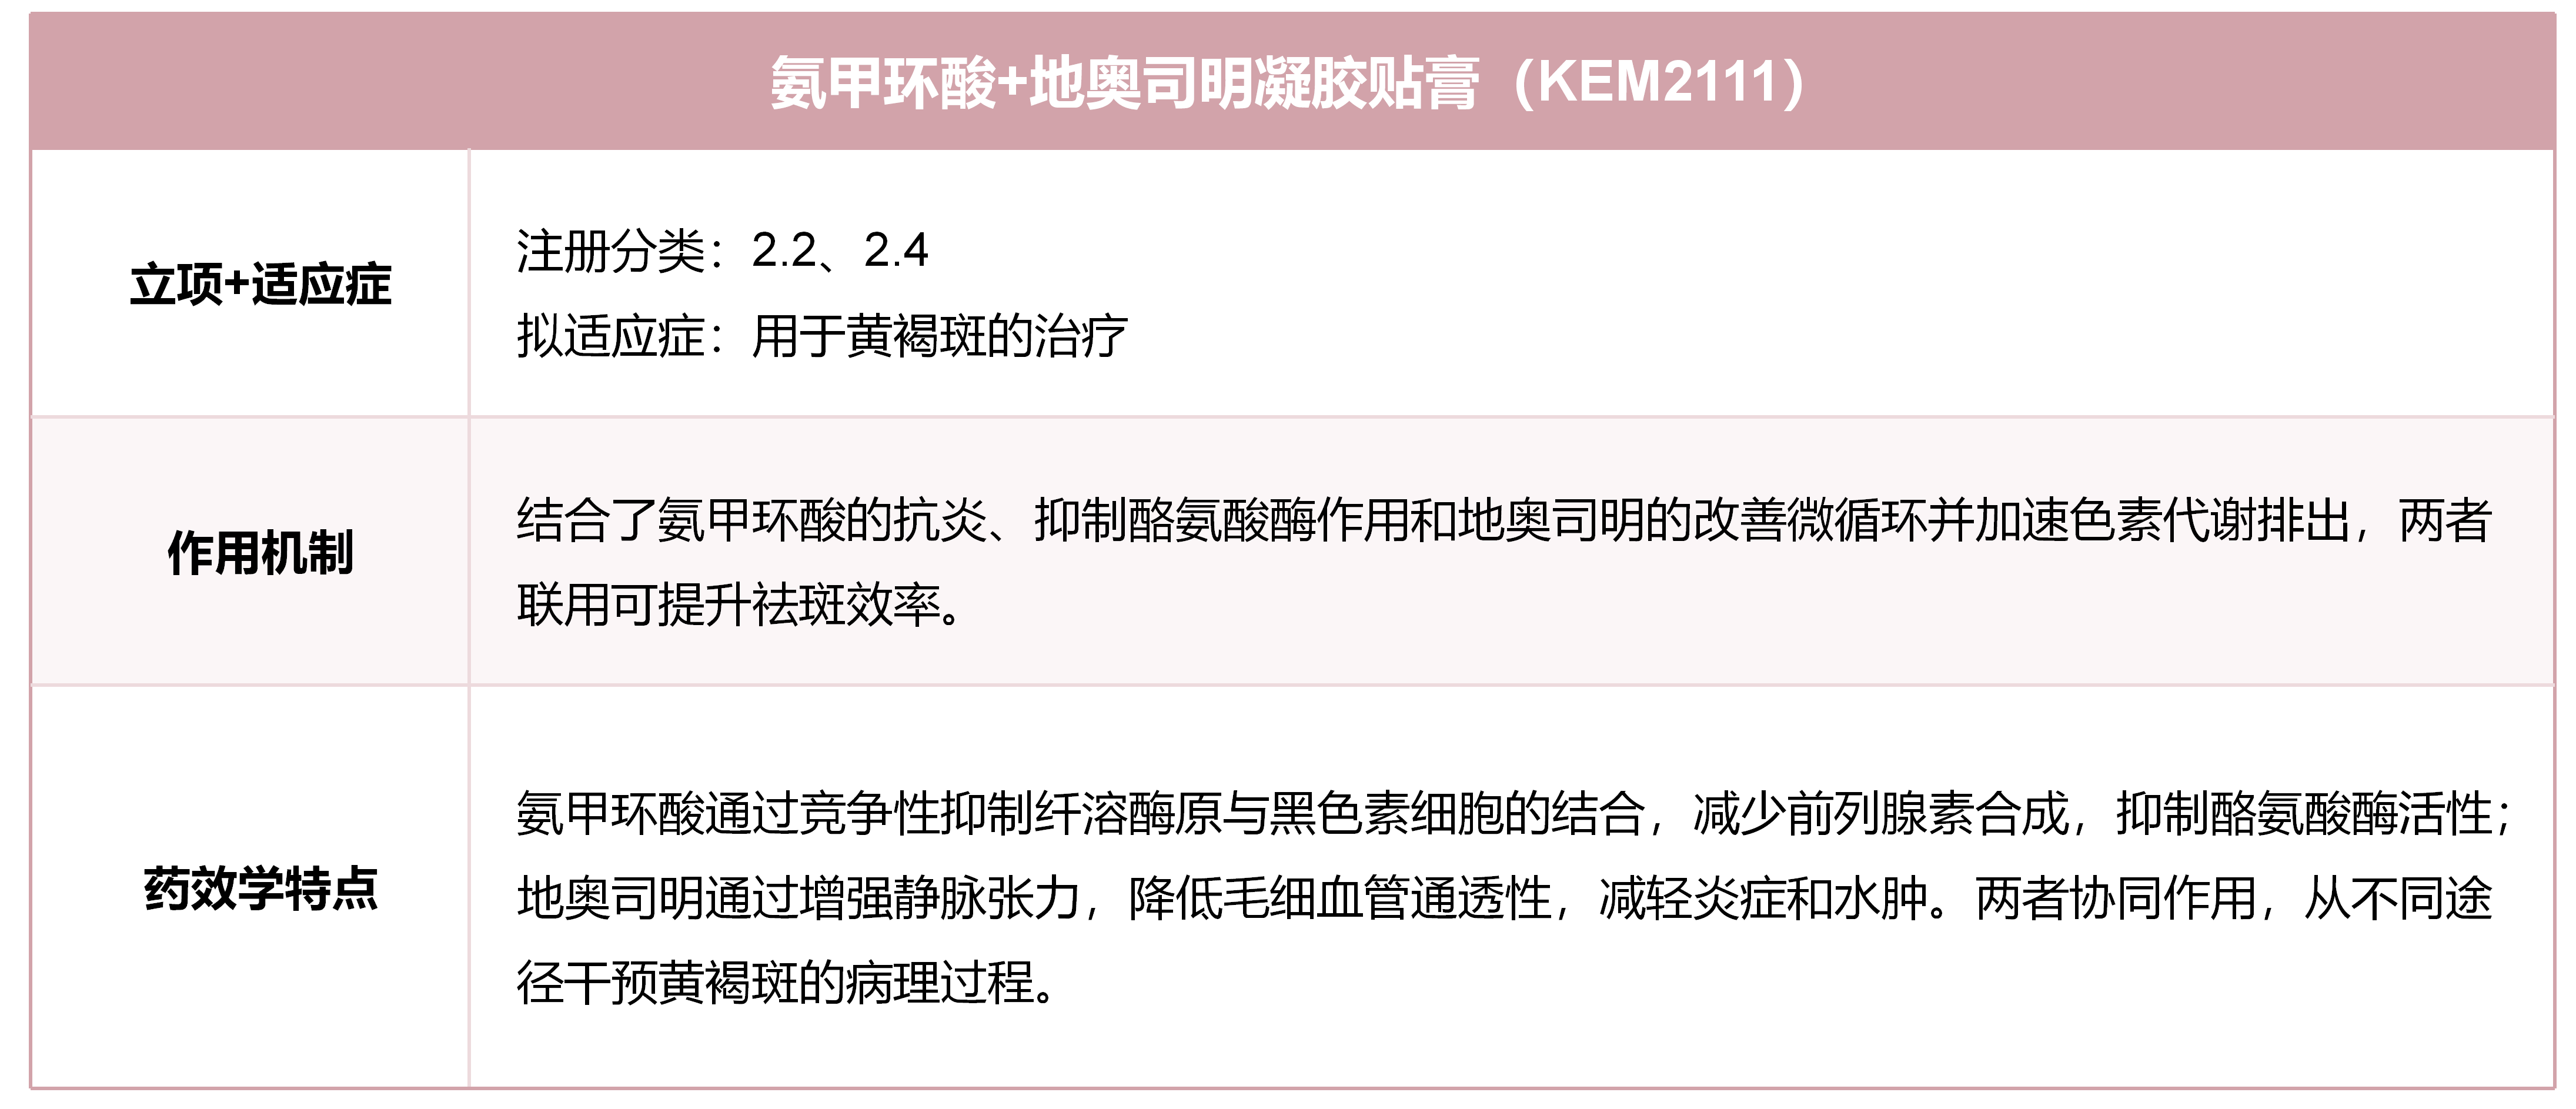 氨甲环酸+地奥司明凝胶贴膏（KEM2111）
立项+适应症
注册分类：2.2、2.4
拟适应症：用于黄褐斑的治疗
作用机制
结合了氨甲环酸的抗炎、抑制酪氨酸酶作用和地奥司明的改善微循环并加速色素代谢排出，两者
联用可提升祛斑效率。
药效学特点
氨甲环酸通过竞争性抑制纤溶酶原与黑色素细胞的结合，减少前列腺素合成，抑制酪氨酸酶活性；
地奥司明通过增强静脉张力，降低毛细血管通透性，减轻炎症和水肿。两者协同作用，从不同途
径干预黄褐斑的病理过程。